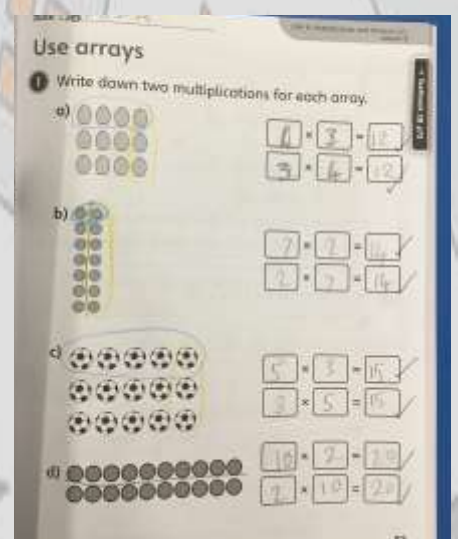 Use arrays
1 Write down two multiplications for each array.
a)
× 3 = 12
3 × 4 = 12
b)
7 × 2 = 14
2 × 7 = 14
c)
5 × 3 = 15
3 × 5 = 15
d)
10 × 2 = 20
2 × 10 = 20